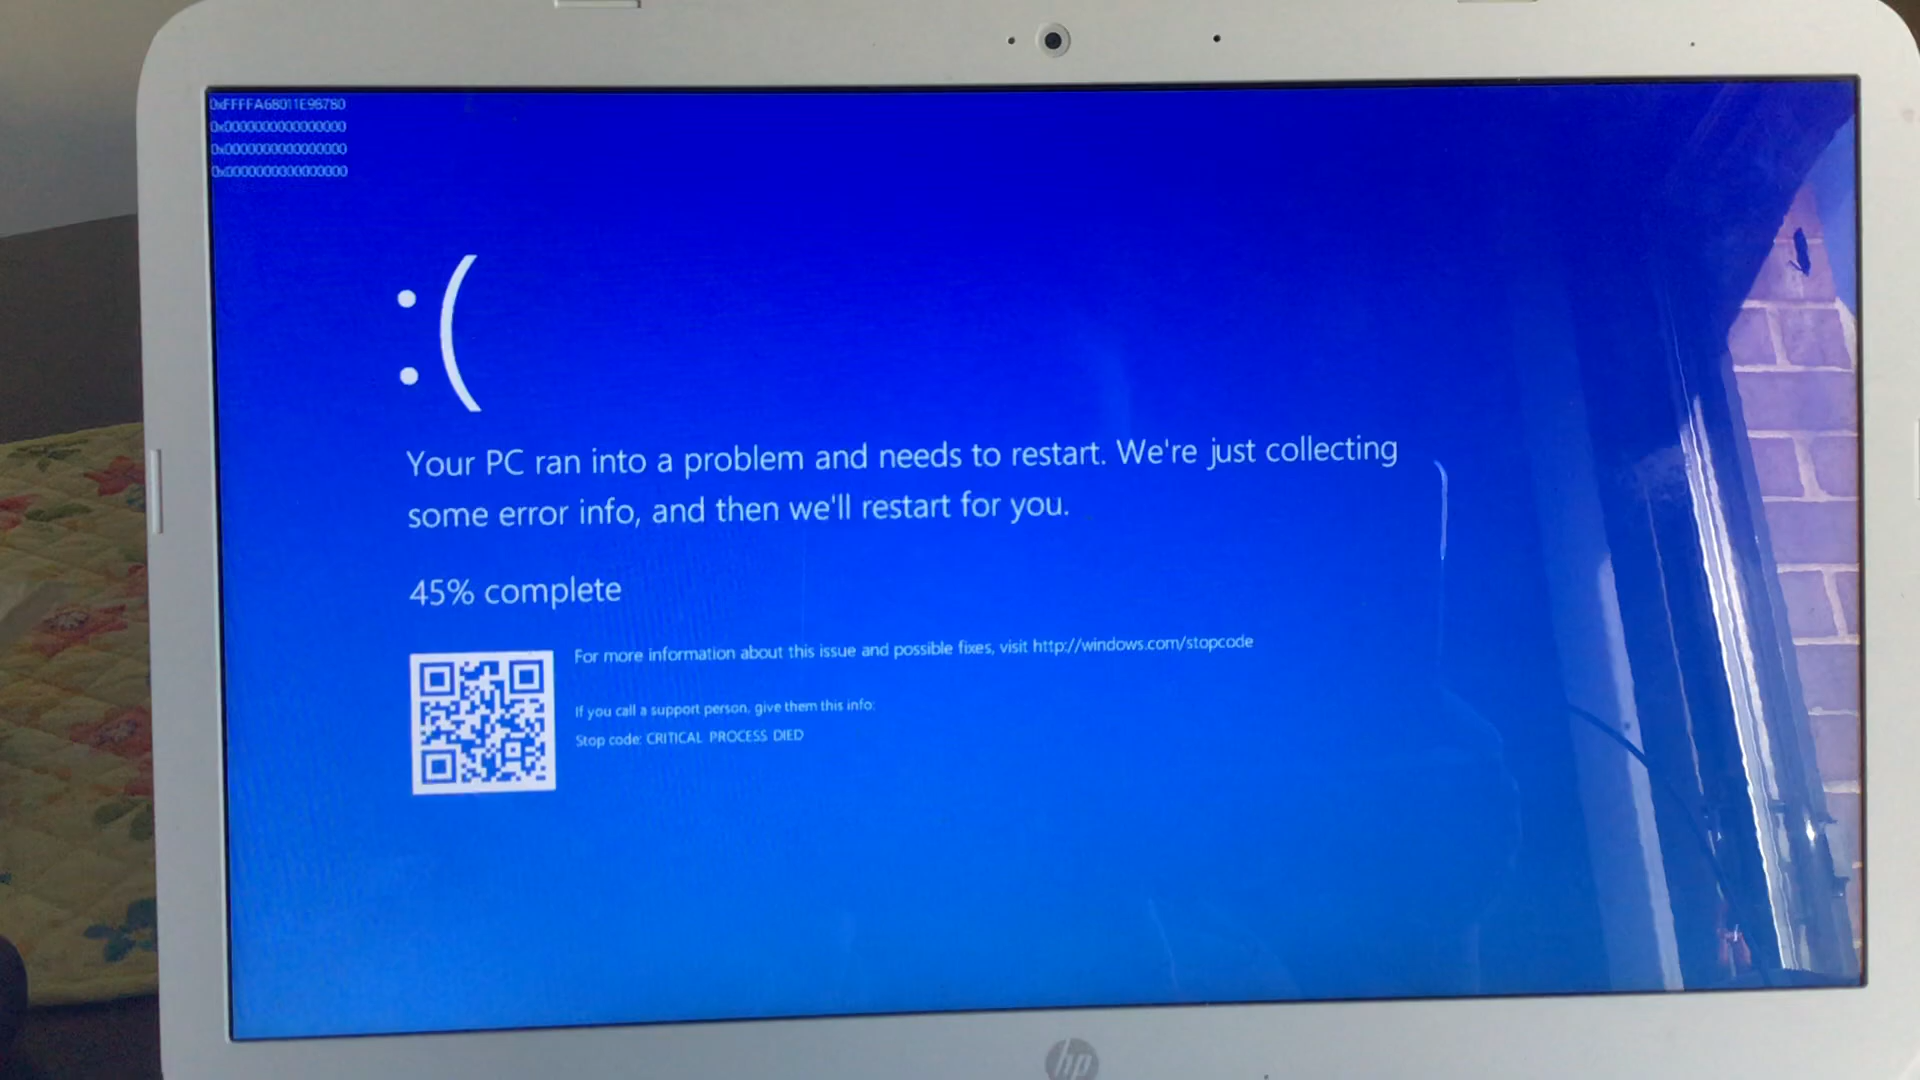 0xFFFFA68011E98780
0x0000000000000000
0x0000000000000000
0x0000000000000000
:(
Your PC ran into a problem and needs to restart. We're just collecting
some error info, and then we'll restart for you.
45% complete
For more information about this issue and possible fixes, visit http://windows.com/stopcode
If you call a support person, give them this info:
Stop code: CRITICAL PROCESS DIED
hp